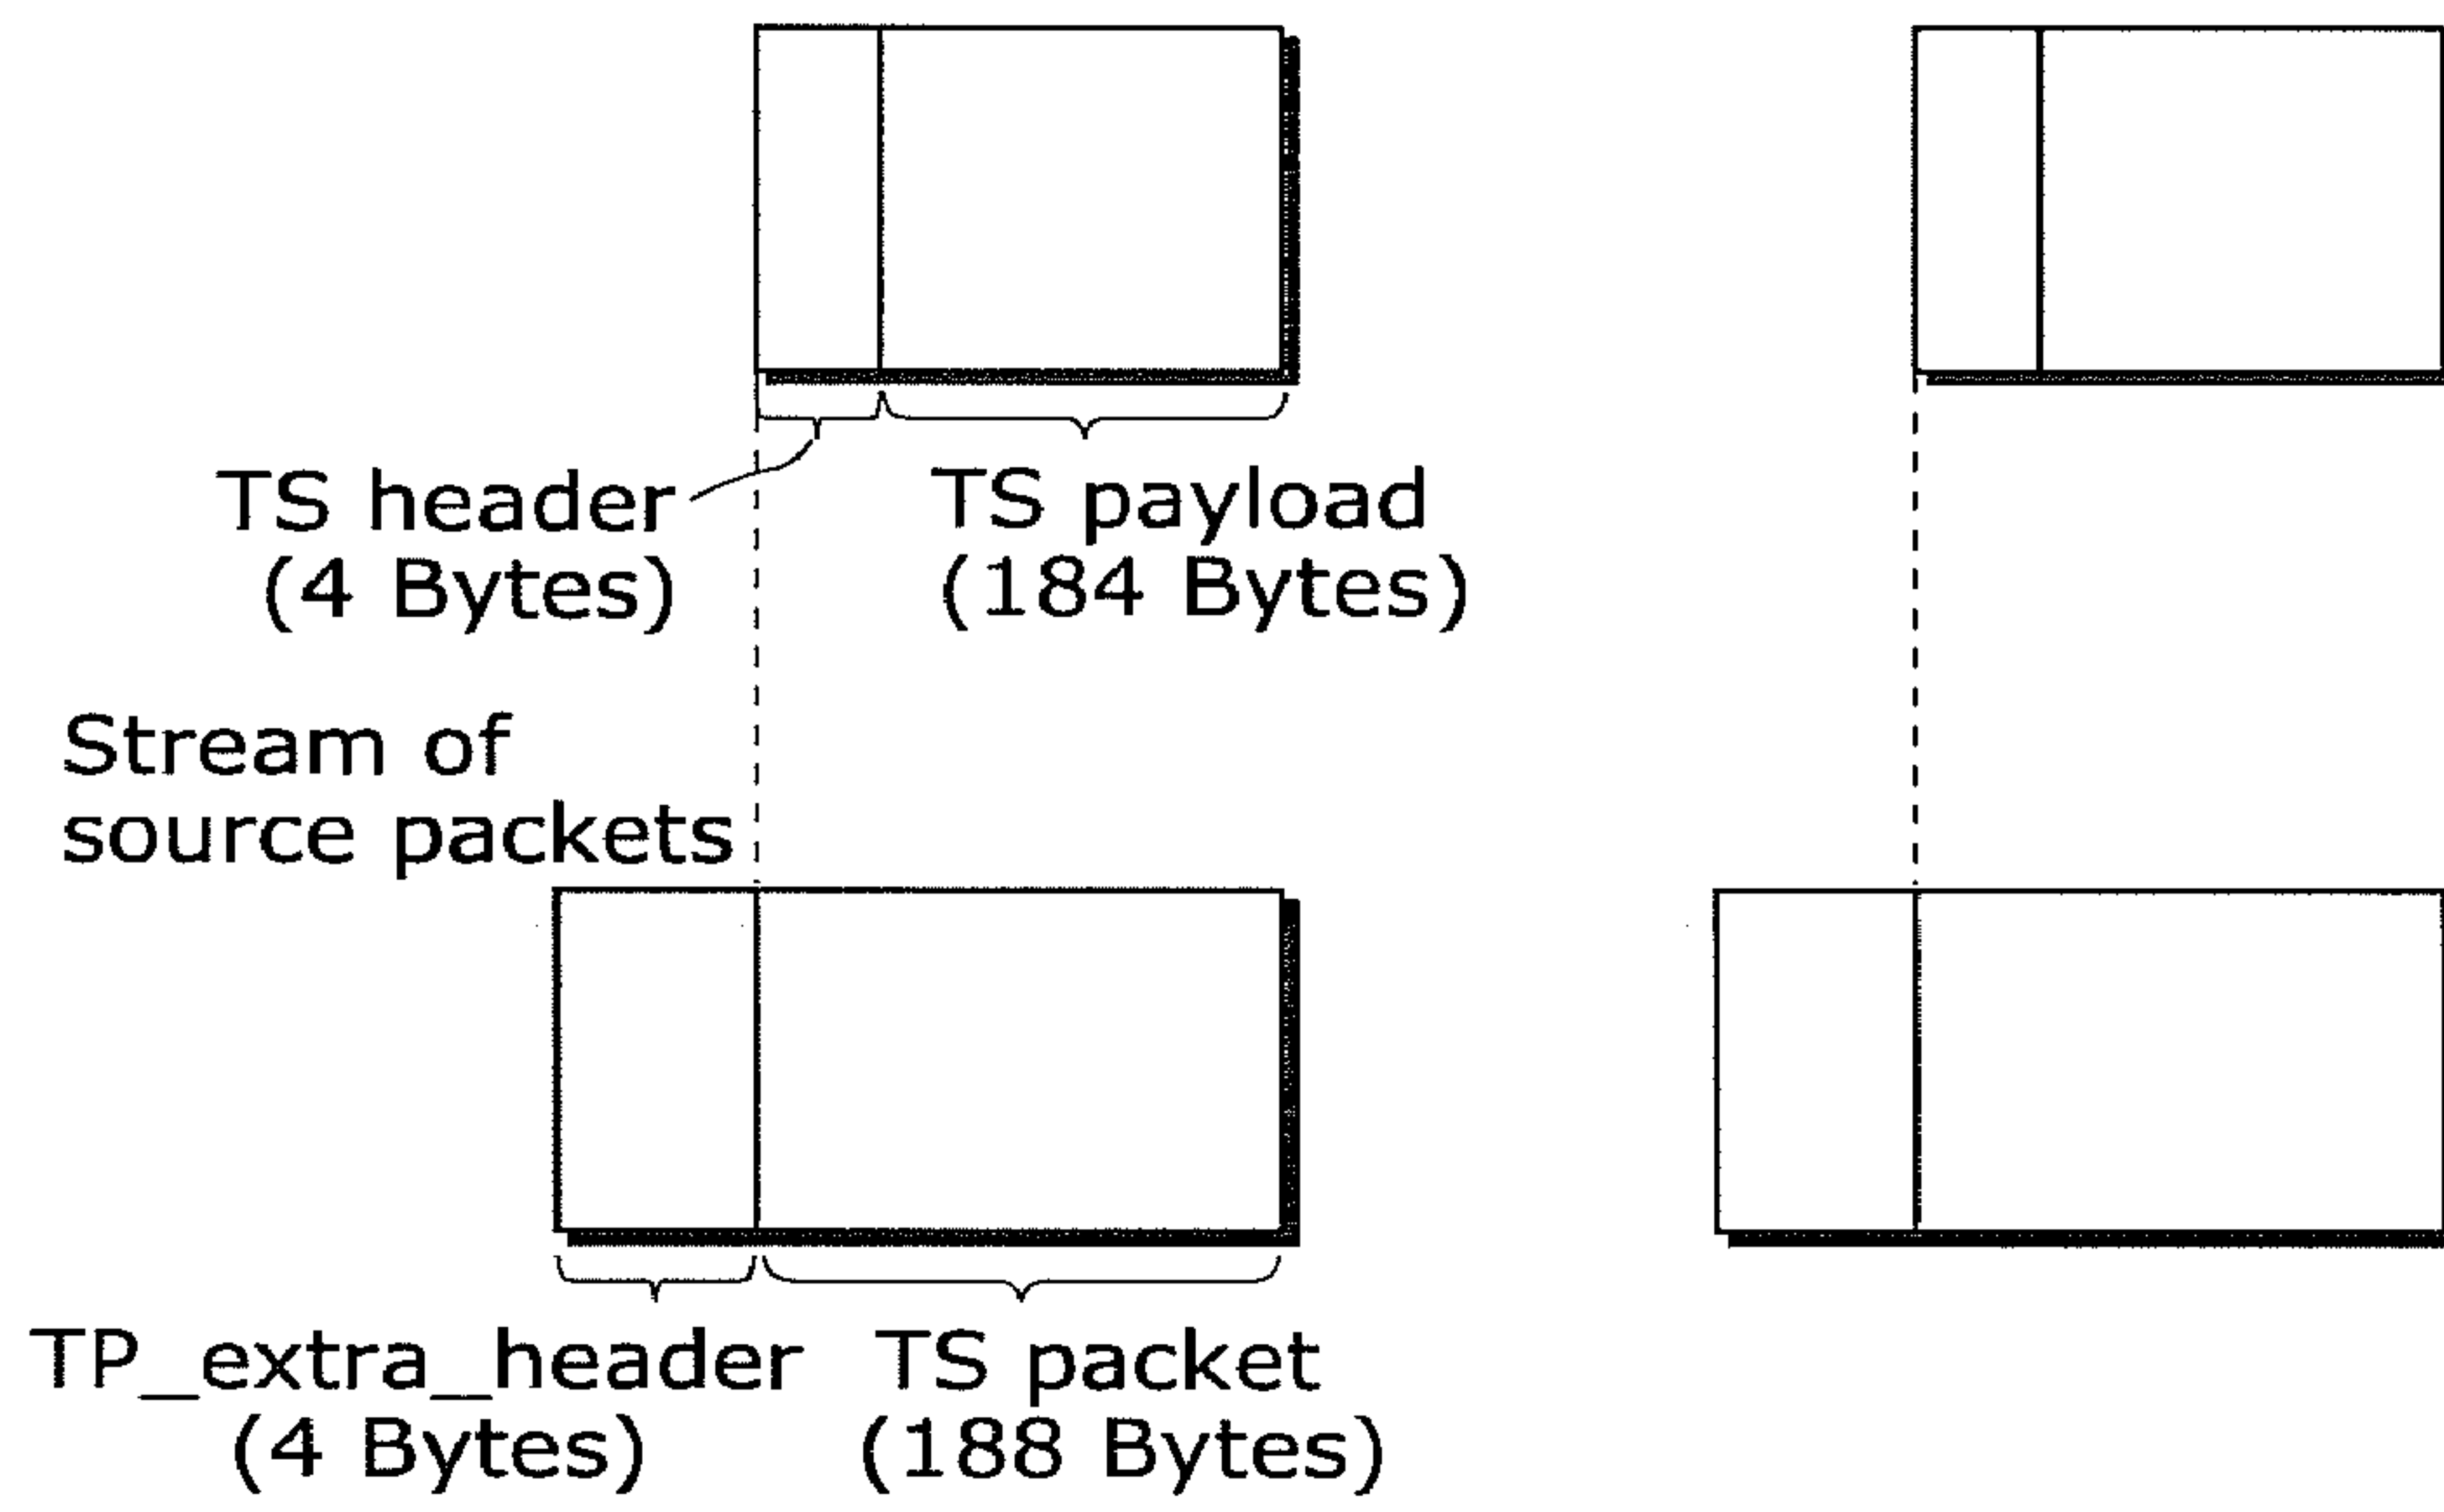 TS header
(4 Bytes)
TS payload
(184 Bytes)
Stream of
source packets
TP_extra_header
(4 Bytes)
TS packet
(188 Bytes)